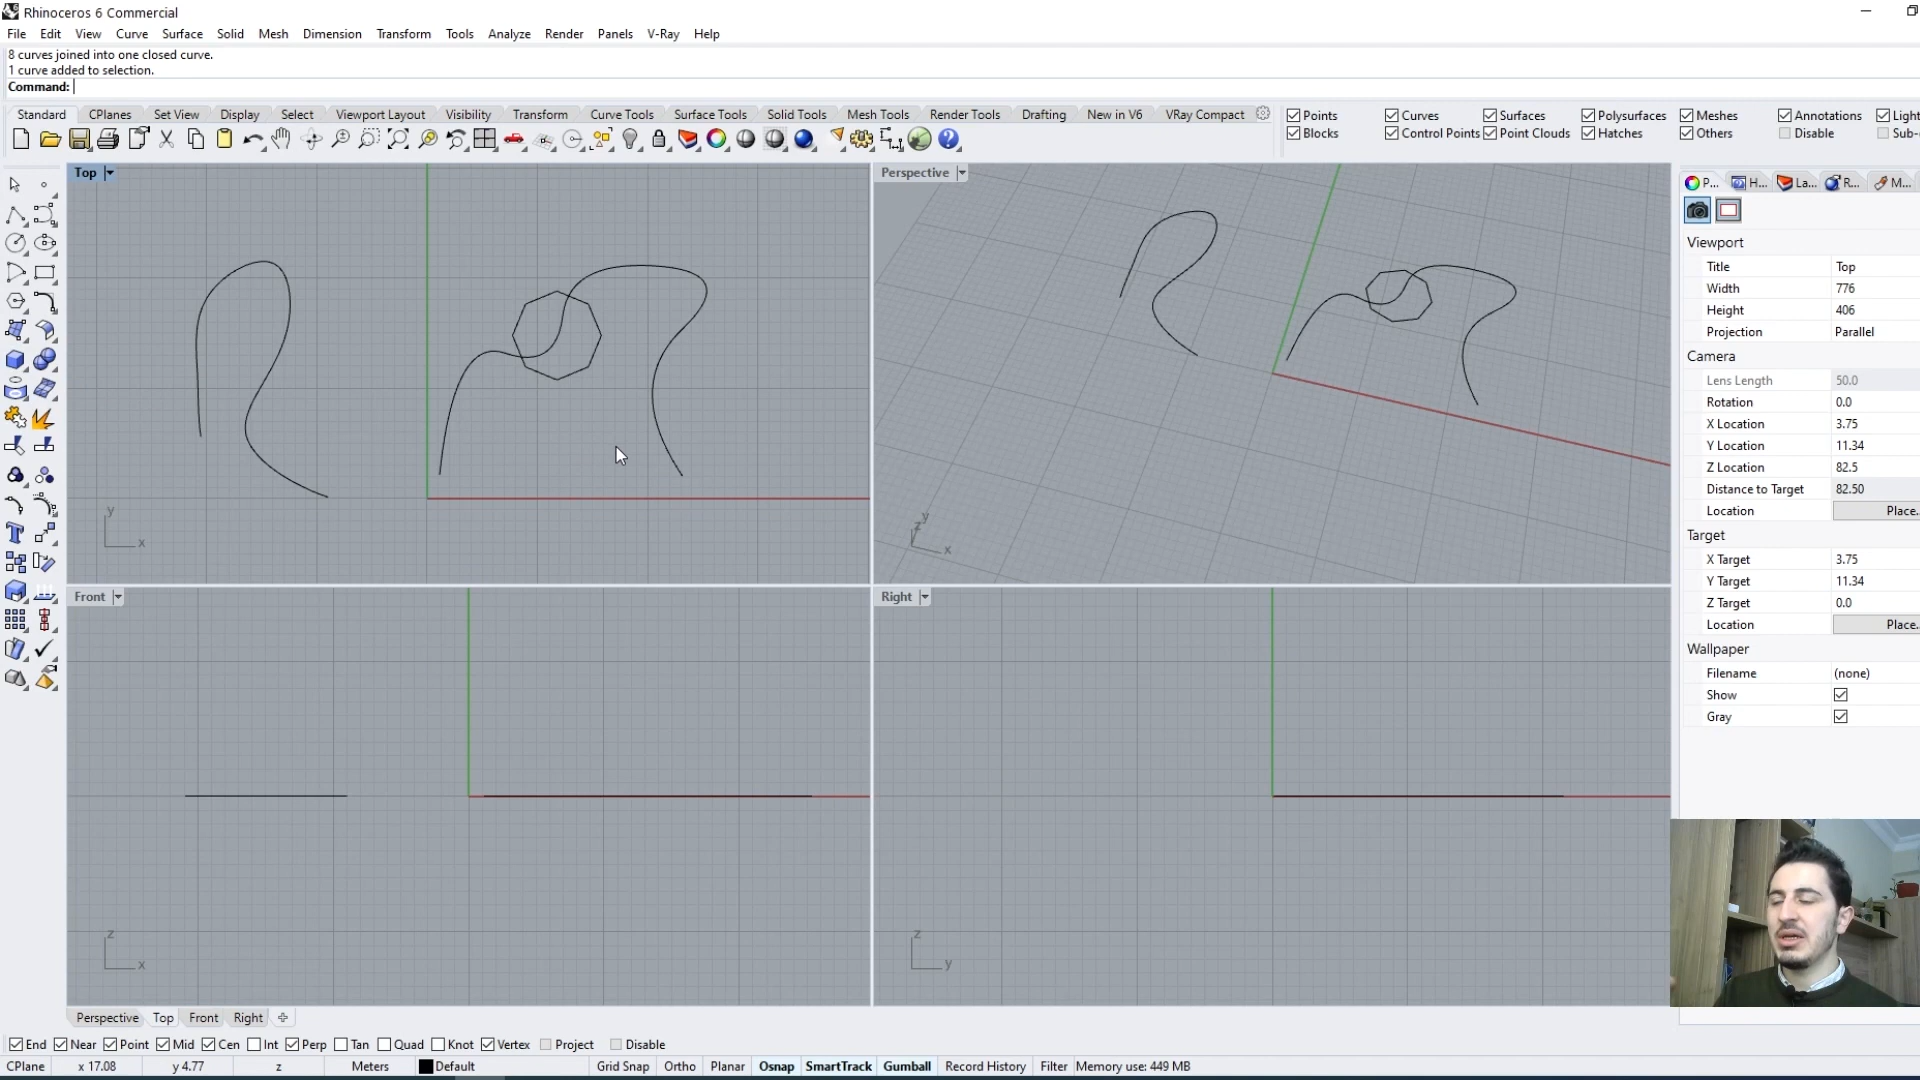 Rhinoceros 6 Commercial
File Edit View Curve Surface Solid Mesh Dimension Transform Tools Analyze Render Panels V-Ray Help
8 curves joined into one closed curve.
1 curve added to selection.
Command:
Standard CPlanes Set View Display Select Viewport Layout Visibility Transform Curve Tools Surface Tools Solid Tools Mesh Tools Render Tools Drafting New in V6 VRay Compact
Points Curves Surfaces Polysurfaces Meshes Annotations Light
Blocks Control Points Point Clouds Hatches Others Disable Sub-
Top Perspective
P... H... La... R... M...
Viewport
Title Top
Width 776
Height 406
Projection Parallel
Camera
Lens Length 50.0
Rotation 0.0
X Location 3.75
Y Location 11.34
Z Location 82.5
Distance to Target 82.50
Location Place..
Target
X Target 3.75
Y Target 11.34
Z Target 0.0
Location Place..
Wallpaper
Filename (none)
Show
Gray
y x
y z x
Front Right
z x
z y
Perspective Top Front Right
End Near Point Mid Cen Int Perp Tan Quad Knot Vertex Project Disable
CPlane x 17.08 y 4.77 z Meters Default Grid Snap Ortho Planar Osnap SmartTrack Gumball Record History Filter Memory use: 449 MB